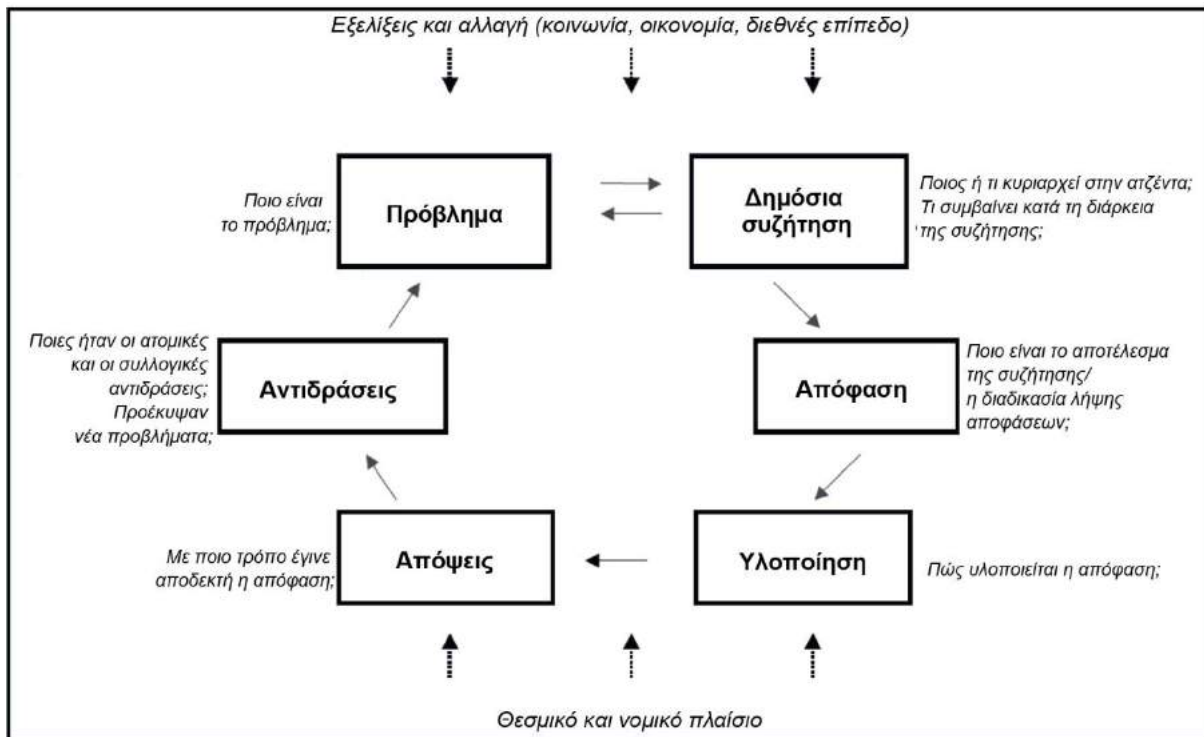 Εξελίξεις και αλλαγή (κοινωνία, οικονομία, διεθνές επίπεδο)
Ποιο είναι
το πρόβλημα;
Πρόβλημα
Δημόσια
συζήτηση
Ποιος ή τι κυριαρχεί στην ατζέντα;
Τι συμβαίνει κατά τη διάρκεια
της συζήτησης;
Ποιες ήταν οι ατομικές
και οι συλλογικές
αντιδράσεις;
Προέκυψαν
νέα προβλήματα;
Αντιδράσεις
Απόφαση
Ποιο είναι το αποτέλεσμα
της συζήτησης/
η διαδικασία λήψης
αποφάσεων;
Με ποιο τρόπο έγινε
αποδεκτή η απόφαση;
Απόψεις
Υλοποίηση
Πώς υλοποιείται η απόφαση;
Θεσμικό και νομικό πλαίσιο